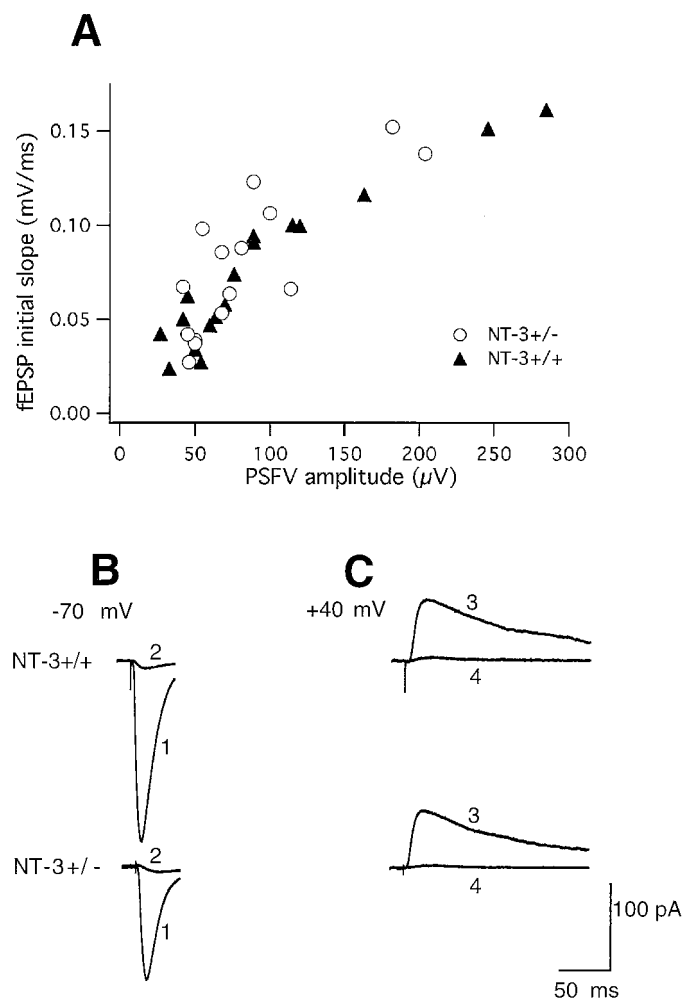 A
fEPSP initial slope (mV/ms)
0.15
0.10
0.05
0.00
NT-3+/-
NT-3+/+
0 50 100 150 200 250 300
PSFV amplitude (µV)
B
C
-70 mV
+40 mV
NT-3+/+
2
1
3
4
NT-3+/-
2
1
3
4
100 pA
50 ms